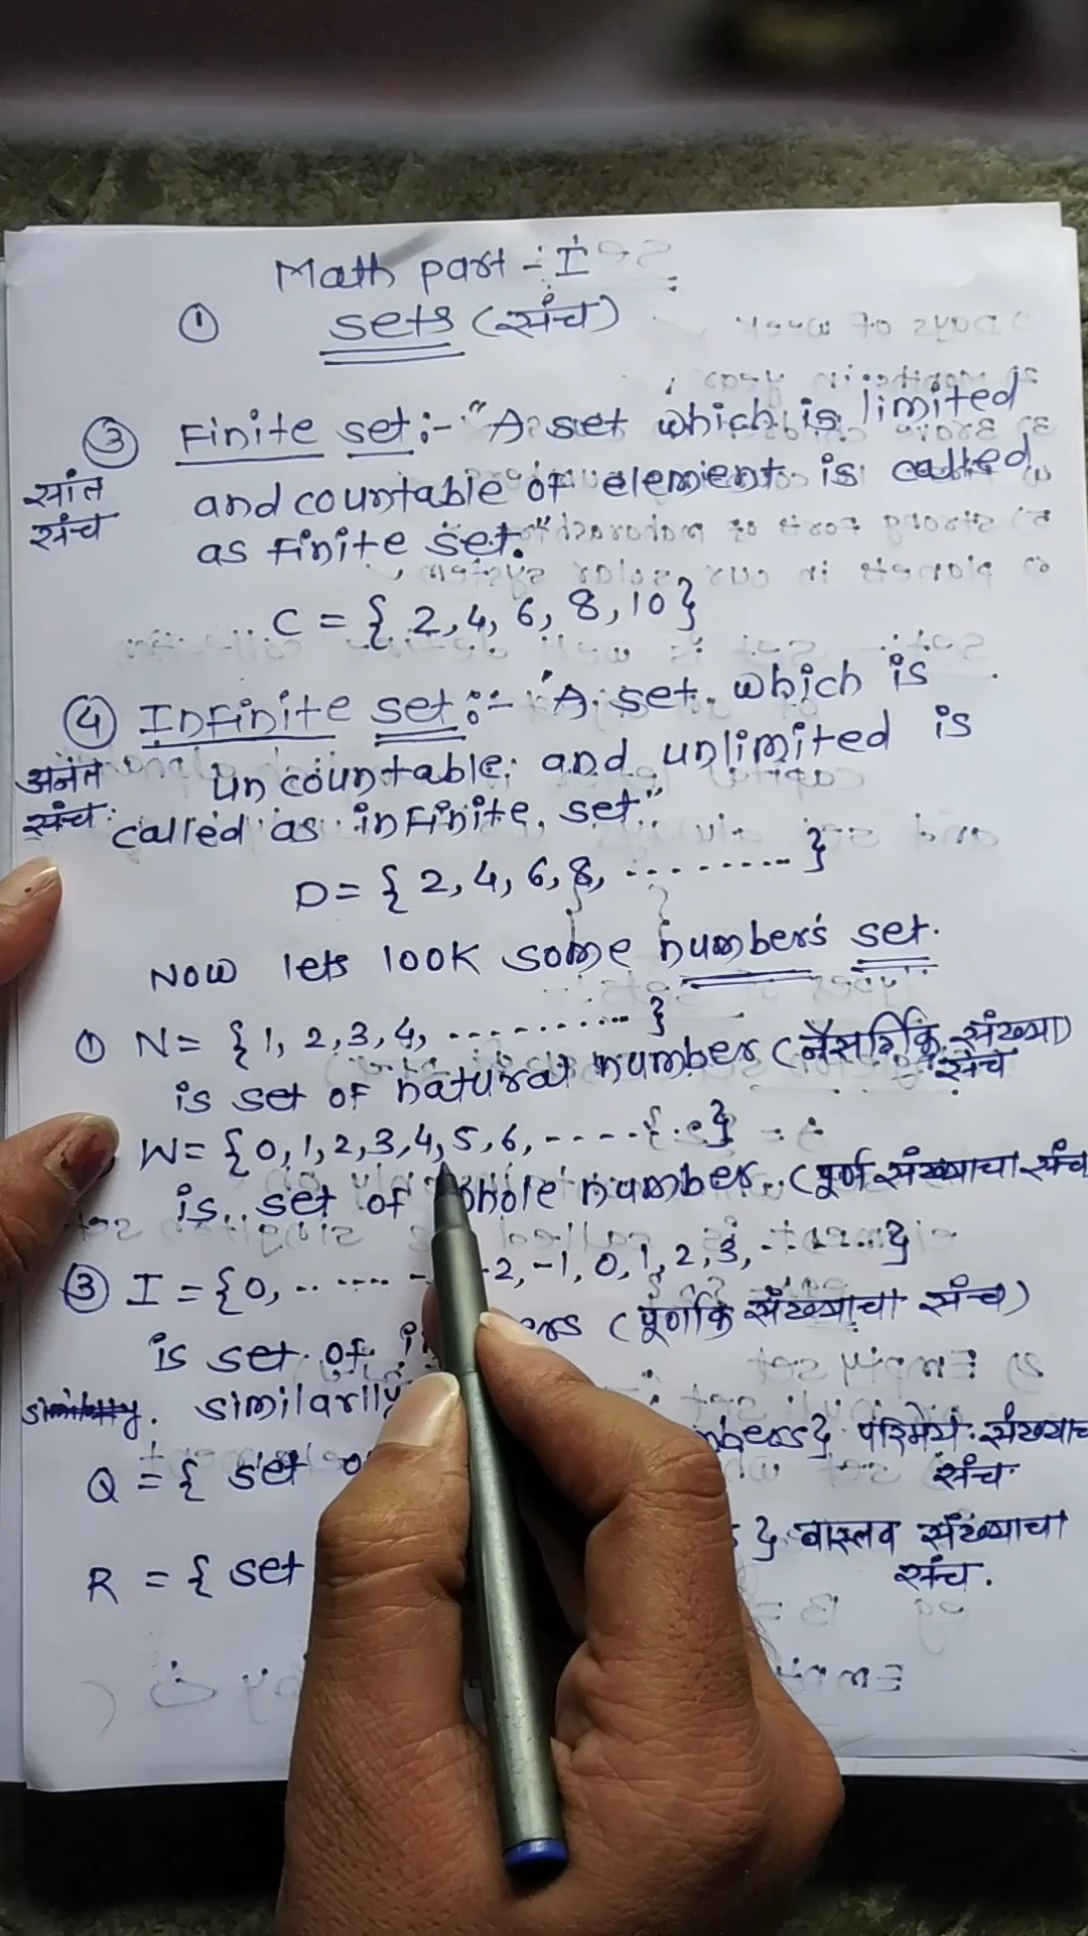 Math part - I
① sets (संच)
③ Finite set :- "A set which is limited
सांत and countable of element is called
संच as Finite set."
C = { 2, 4, 6, 8, 10 }
④ Infinite set :- "A set which is
अनंत uncountable and unlimited is
संच called as infinite set."
D = { 2, 4, 6, 8, --------- }
Now lets look some numbers set.
① N = { 1, 2, 3, 4, ---------- }
is set of natural number (नैसर्गिक संख्या)
संच
W = { 0, 1, 2, 3, 4, 5, 6, ----- }
is set of whole number (पूर्ण संख्याचा संच
③ I = { 0, ------ -2, -1, 0, 1, 2, 3, ------- }
is set of (पूर्णांक संख्याचा संच)
similarly
Q = { set } परिमेय संख्याच
संच
R = { set } वास्तव संख्याचा
संच.